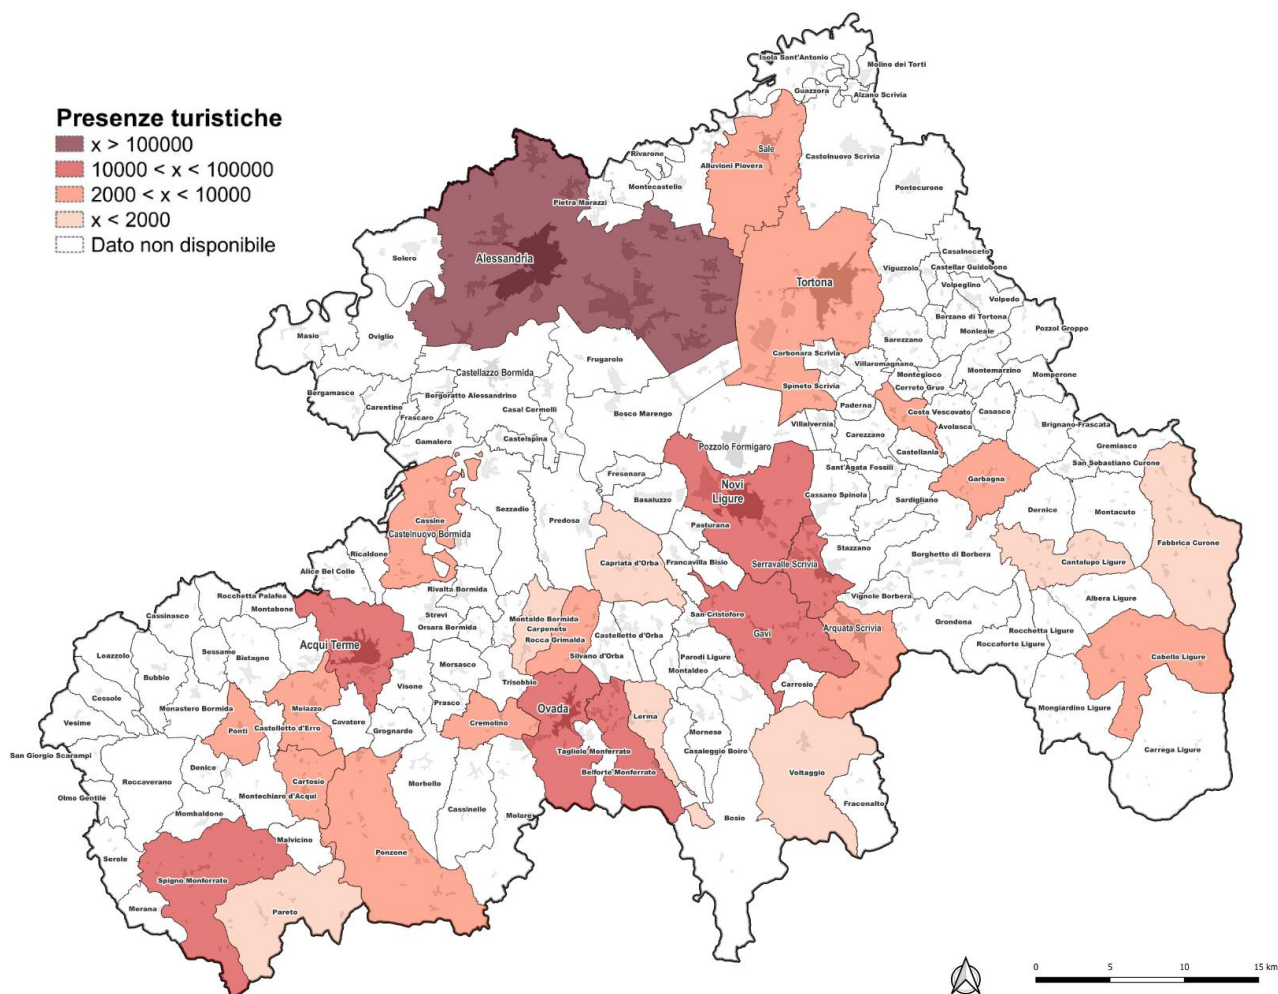 Presenze turistiche
x > 100000
10000 < x < 100000
2000 < x < 10000
x < 2000
Dato non disponibile
Isola Sant'Antonio
Molino dei Torti
Guazzora
Alzano Scrivia
Sale
Alluvioni Piovera
Castelnuovo Scrivia
Rivarone
Montecastello
Pietra Marazzi
Pontecurone
Solero
Alessandria
Tortona
Viguzzolo
Casalnoceto
Castellar Guidobono
Volpeglino
Volpedo
Berzano di Tortona
Monleale
Pozzol Groppo
Sarezzano
Masio
Oviglio
Frugarolo
Castellazzo Bormida
Carbonara Scrivia
Villaromagnano
Montegioco
Montemarzino
Momperone
Bergamasco
Borgoratto Alessandrino
Carentino
Frascaro
Casal Cermelli
Bosco Marengo
Spineto Scrivia
Cerreto Grue
Paderna
Costa Vescovato
Casasco
Avolasca
Brignano-Frascata
Villalvernia
Carezzano
Gamalero
Castelspina
Pozzolo Formigaro
Castellania
Gremiasco
San Sebastiano Curone
Fresonara
Sant'Agata Fossili
Novi
Ligure
Garbagna
Basaluzzo
Cassano Spinola
Sardigliano
Dernice
Montacuto
Sezzadio
Predosa
Cassine
Castelnuovo Bormida
Pasturana
Fabbrica Curone
Stazzano
Borghetto di Borbera
Ricaldone
Alice Bel Colle
Capriata d'Orba
Francavilla Bisio
Serravalle Scrivia
Cantalupo Ligure
Rivalta Bormida
Rocchetta Palafea
Montabone
Cassinasco
Vignole Borbera
Albera Ligure
Strevi
Orsara Bormida
Montaldo Bormida
Carpeneto
Rocca Grimalda
San Cristoforo
Gavi
Arquata Scrivia
Grondona
Rocchetta Ligure
Roccaforte Ligure
Castelletto d'Orba
Silvano d'Orba
Parodi Ligure
Montaldeo
Acqui Terme
Loazzolo
Sessame
Bistagno
Bubbio
Morsasco
Cabella Ligure
Trisobbio
Carrosio
Visone
Cessole
Vesime
Monastero Bormida
Melazzo
Prasco
Ovada
Lerma
Mongiardino Ligure
Ponti
Castelletto d'Erro
Cavatore
Grognardo
Cremolino
Mornese
Casaleggio Boiro
Tagliolo Monferrato
Belforte Monferrato
Carrega Ligure
San Giorgio Scarampi
Roccaverano
Denice
Cartosio
Morbello
Voltaggio
Olmo Gentile
Montechiaro d'Acqui
Cassinelle
Fraconalto
Mombaldone
Molare
Bosio
Malvicino
Serole
Ponzone
Spigno Monferrato
Merana
Pareto
0 5 10 15 km